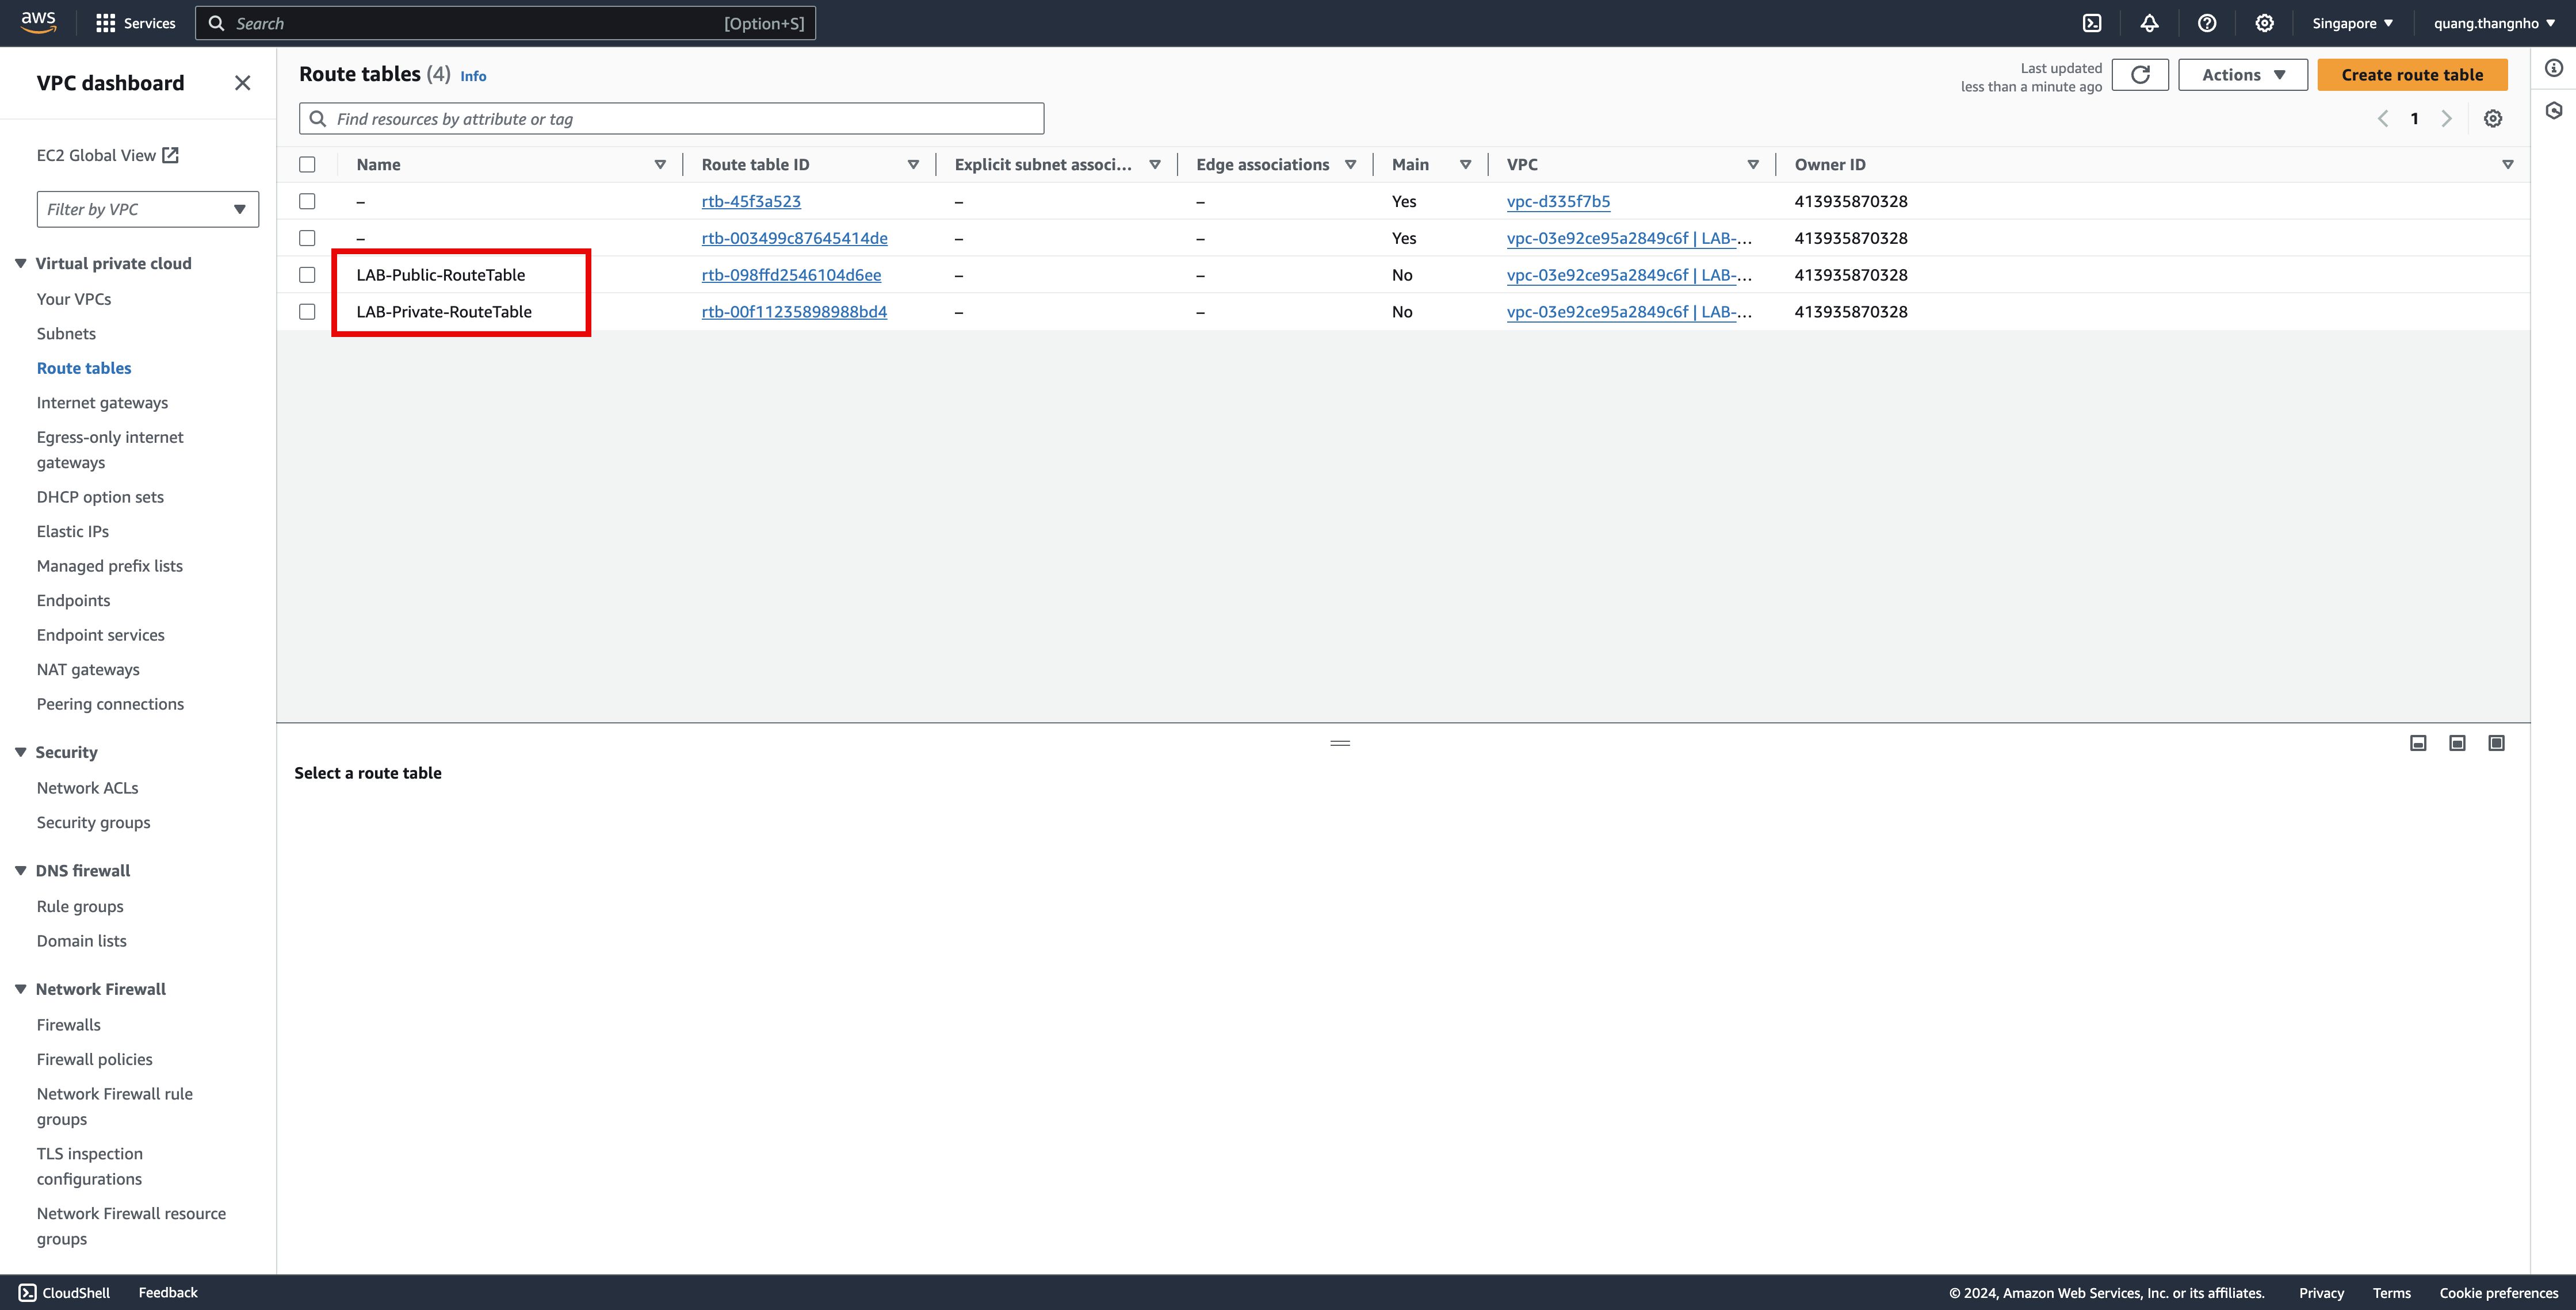 aws
Services
Search
[Option+S]
Singapore
quang.thangnho
VPC dashboard
EC2 Global View
Filter by VPC
Virtual private cloud
Your VPCs
Subnets
Route tables
Internet gateways
Egress-only internet
gateways
DHCP option sets
Elastic IPs
Managed prefix lists
Endpoints
Endpoint services
NAT gateways
Peering connections
Security
Network ACLs
Security groups
DNS firewall
Rule groups
Domain lists
Network Firewall
Firewalls
Firewall policies
Network Firewall rule
groups
TLS inspection
configurations
Network Firewall resource
groups
Route tables (4) Info
Last updated
less than a minute ago
Actions
Create route table
Find resources by attribute or tag
1
Name Route table ID Explicit subnet associ... Edge associations Main VPC Owner ID
– rtb-45f3a523 – – Yes vpc-d335f7b5 413935870328
– rtb-003499c87645414de – – Yes vpc-03e92ce95a2849c6f | LAB-... 413935870328
LAB-Public-RouteTable rtb-098ffd2546104d6ee – – No vpc-03e92ce95a2849c6f | LAB-... 413935870328
LAB-Private-RouteTable rtb-00f11235898988bd4 – – No vpc-03e92ce95a2849c6f | LAB-... 413935870328
Select a route table
CloudShell
Feedback
© 2024, Amazon Web Services, Inc. or its affiliates.
Privacy
Terms
Cookie preferences